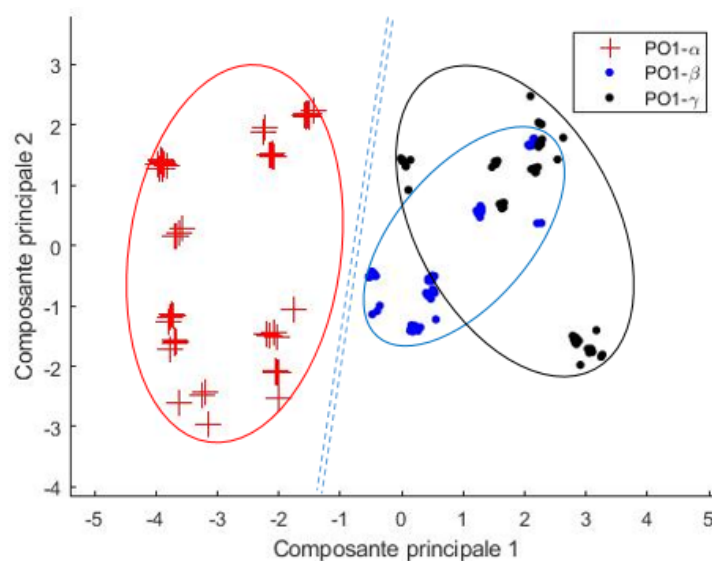 PO1-α
PO1-β
PO1-γ
3
2
1
0
-1
-2
-3
-4
Composante principale 2
-5 -4 -3 -2 -1 0 1 2 3 4 5
Composante principale 1